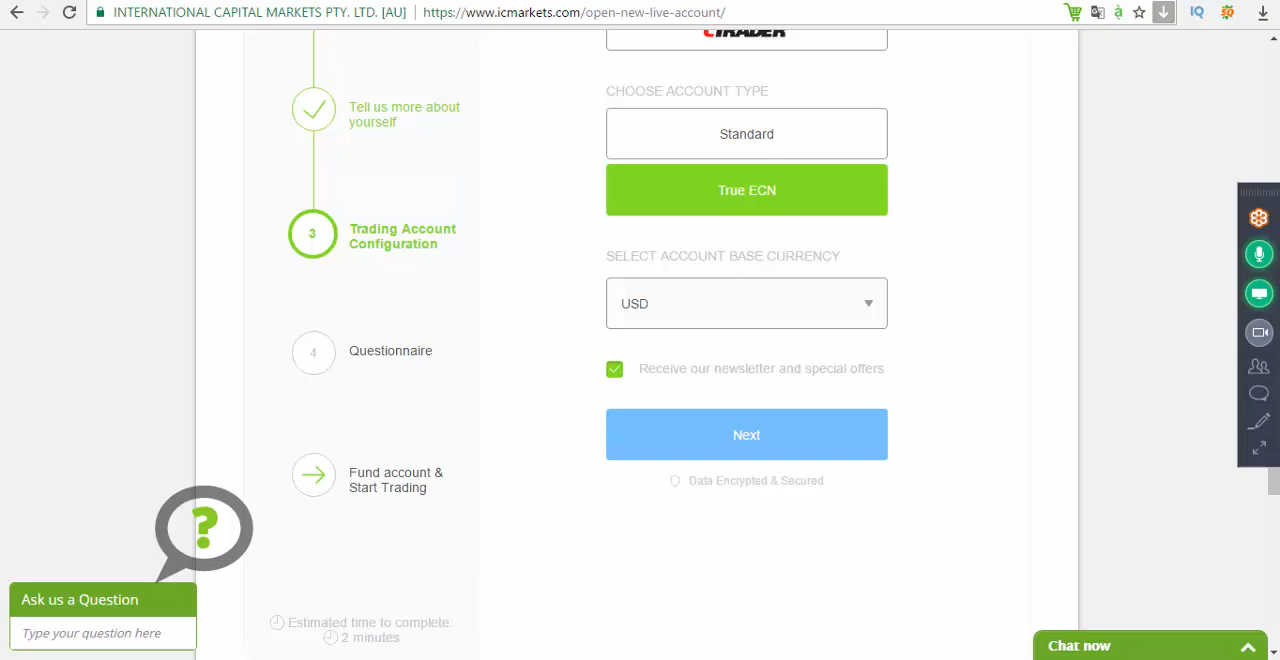 INTERNATIONAL CAPITAL MARKETS PTY. LTD. [AU]
https://www.icmarkets.com/open-new-live-account/
IQ
cTRADER
Tell us more about
yourself
3
Trading Account
Configuration
4
Questionnaire
Fund account &
Start Trading
Estimated time to complete.
2 minutes
CHOOSE ACCOUNT TYPE
Standard
True ECN
SELECT ACCOUNT BASE CURRENCY
USD
Receive our newsletter and special offers
Next
Data Encrypted & Secured
?
Ask us a Question
Type your question here
Chat now